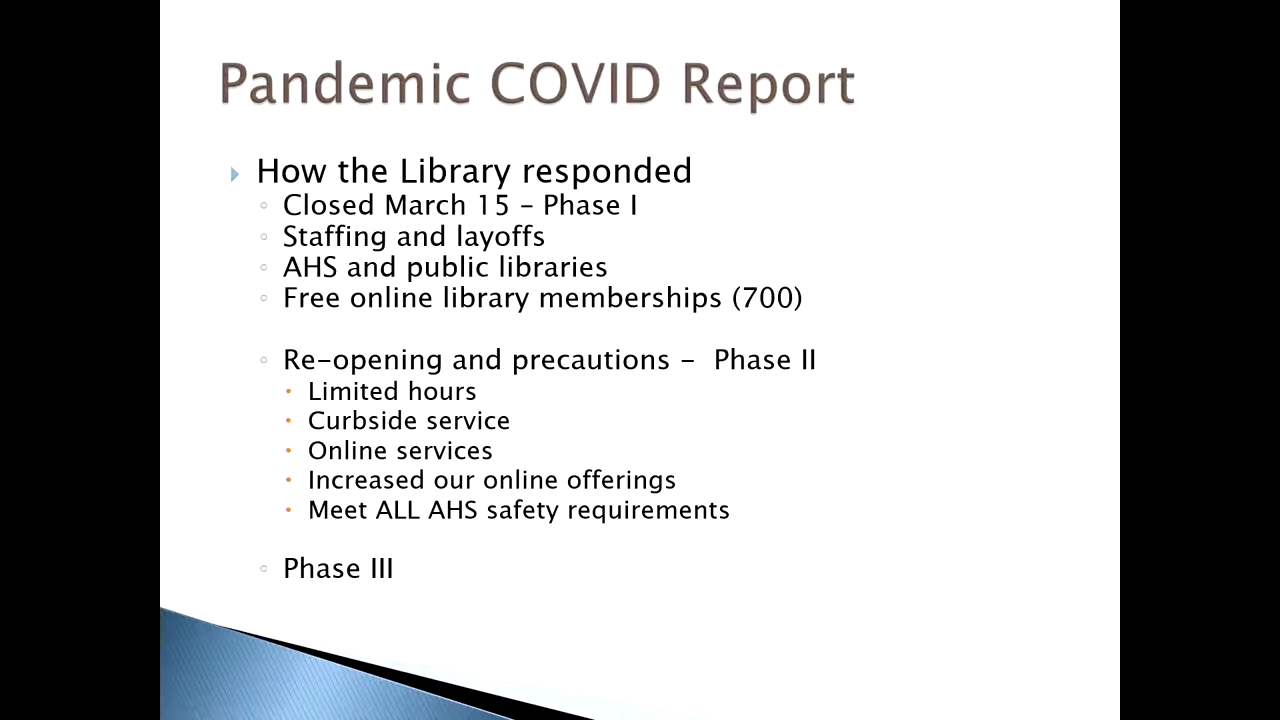 Pandemic COVID Report
How the Library responded
Closed March 15 – Phase I
Staffing and layoffs
AHS and public libraries
Free online library memberships (700)
Re-opening and precautions – Phase II
Limited hours
Curbside service
Online services
Increased our online offerings
Meet ALL AHS safety requirements
Phase III